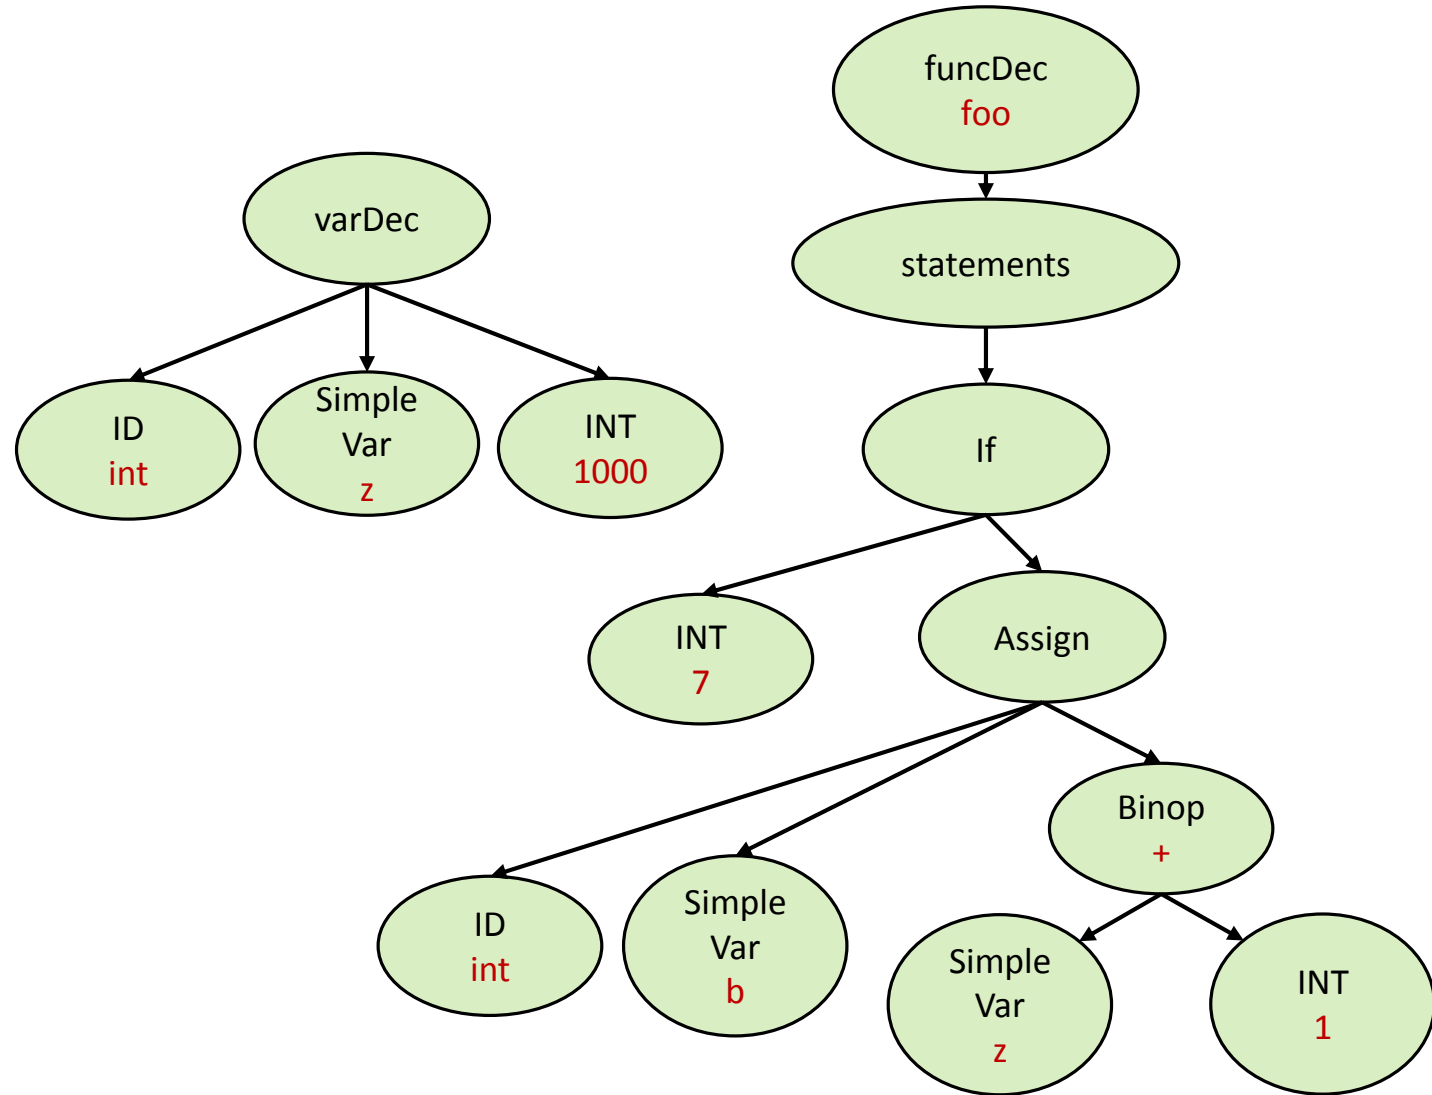 funcDec
foo
varDec
statements
ID
int
Simple
Var
z
INT
1000
If
INT
7
Assign
Binop
+
ID
int
Simple
Var
b
Simple
Var
z
INT
1